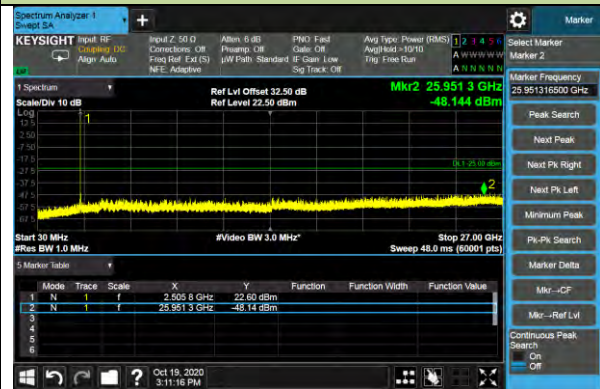 Spectrum Analyzer 1
Swept SA
+
Marker
KEYSIGHT
Input: RF
Coupling: DC
Align: Auto
Input Z: 50 Ω
Corrections: Off
Freq Ref: Ext (S)
NFE: Adaptive
Atten: 6 dB
Preamp: Off
µW Path: Standard
PNO: Fast
Gate: Off
IF Gain: Low
Sig Track: Off
Avg Type: Power (RMS)
Avg|Hold:>10/10
Trig: Free Run
1 2 3 4 5 6
A W W W W W
A N N N N N
Select Marker
Marker 2
1 Spectrum
Scale/Div 10 dB
Log
Ref Lvl Offset 32.50 dB
Ref Level 22.50 dBm
Mkr2 25.951 3 GHz
-48.144 dBm
Marker Frequency
25.951316500 GHz
Peak Search
Next Peak
Next Pk Right
Next Pk Left
Minimum Peak
Pk-Pk Search
Marker Delta
Mkr→CF
Mkr→Ref Lvl
Continuous Peak
Search
On
Off
12.5
2.50
-7.50
-17.5
-27.5
-37.5
-47.5
-57.5
-67.5
1
DL1 -25.00 dBm
2
Start 30 MHz
#Res BW 1.0 MHz
#Video BW 3.0 MHz*
Stop 27.00 GHz
Sweep 48.0 ms (60001 pts)
5 Marker Table
Mode Trace Scale X Y Function Function Width Function Value
1 N 1 f 2.505 8 GHz 22.60 dBm
2 N 1 f 25.951 3 GHz -48.14 dBm
3
4
5
6
?
Oct 19, 2020
3:11:16 PM